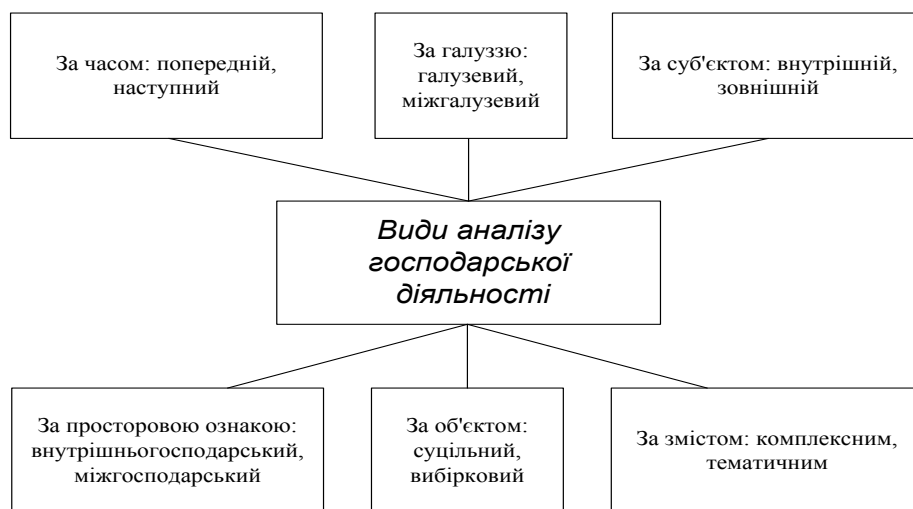 За часом: попередній,
наступний
За галуззю:
галузевий,
міжгалузевий
За суб'єктом: внутрішній,
зовнішній
Види аналізу
господарської
діяльності
За просторовою ознакою:
внутрішньогосподарський,
міжгосподарський
За об'єктом:
суцільний,
вибірковий
За змістом: комплексним,
тематичним